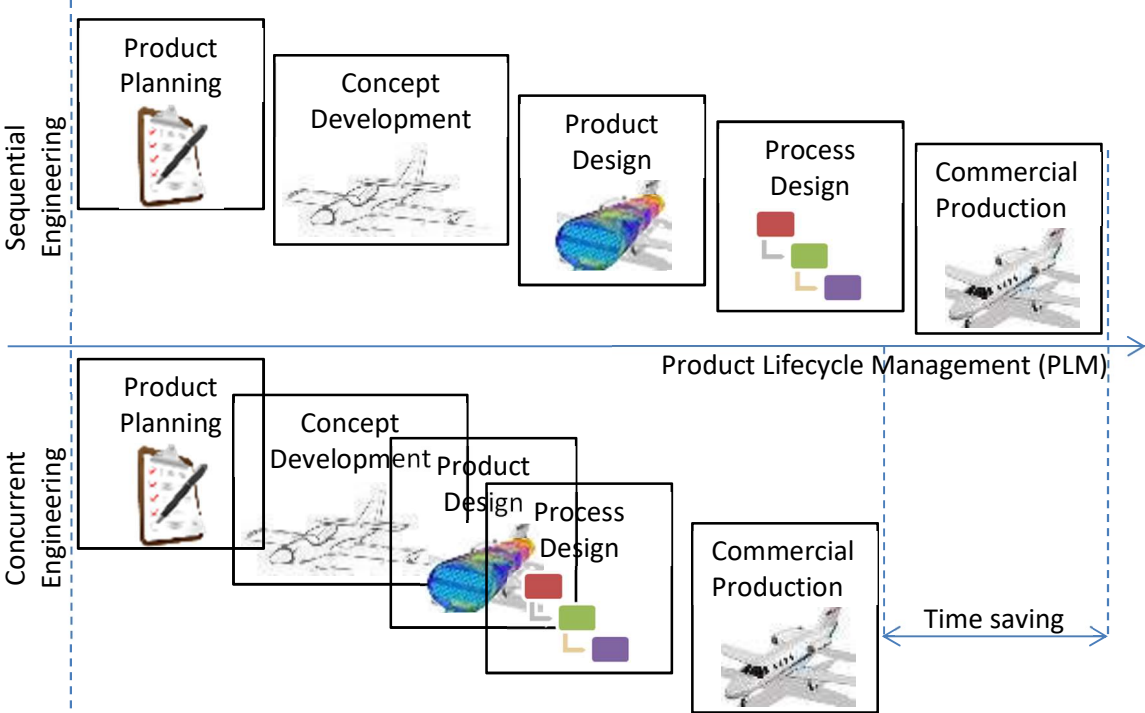 Sequential
Engineering
Product
Planning
Concept
Development
Product
Design
Process
Design
Commercial
Production
Product Lifecycle Management (PLM)
Concurrent
Engineering
Product
Planning
Concept
Development
Product
Design
Process
Design
Commercial
Production
Time saving